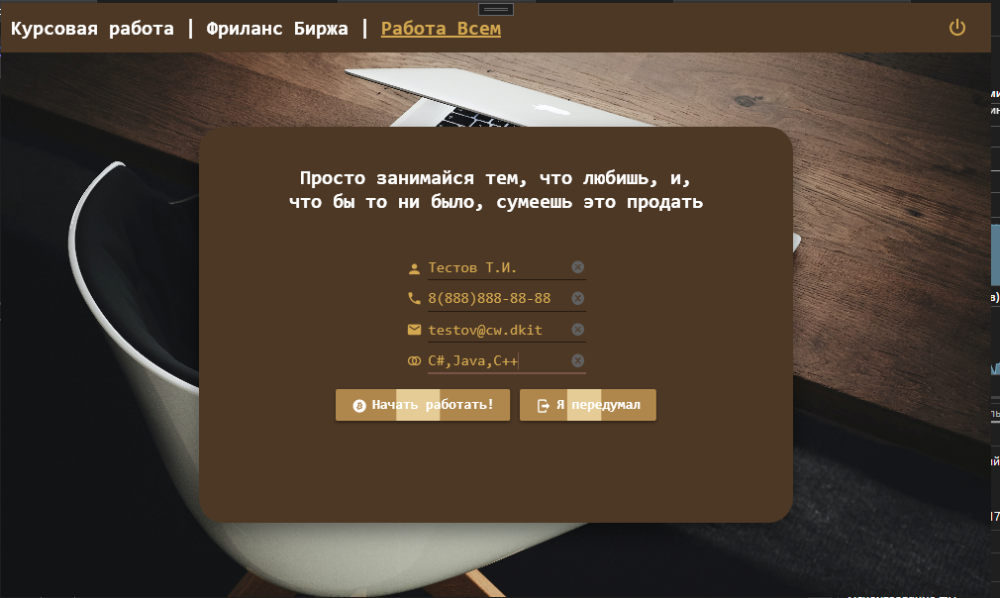 Курсовая работа | Фриланс Биржа | Работа Всем
Просто занимайся тем, что любишь, и,
что бы то ни было, сумеешь это продать
Тестов Т.И.
8(888)888-88-88
testov@cw.dkit
C#,Java,C++
Начать работать!
Я передумал